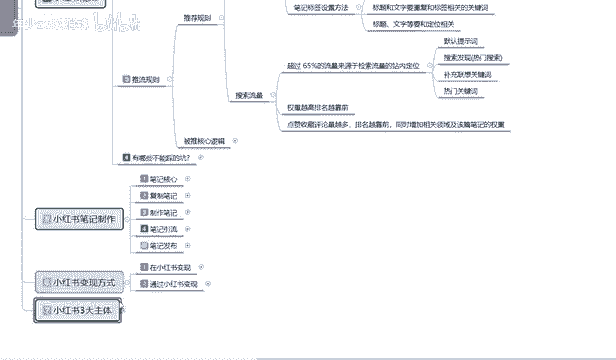 笔记标签设置方法
标题和文字要重复和标签相关的关键词
标题、文字等要和定位相关
推荐规则
默认提示词
搜索发现(热门搜索)
超过 65%的流量来源于检索流量的站内定位
补充联想关键词
热门关键词
推流规则
搜索流量
权重越高排名越靠前
点赞收藏评论量越多，排名越靠前，同时增加相关领域及该篇笔记的权重
被推核心逻辑
4 有哪些不能踩的坑?
1 笔记核心
2 复制笔记
小红书笔记制作
3 制作笔记
4 笔记引流
笔记发布
1 在小红书变现
小红书变现方式
2 通过小红书变现
小红书3大主体